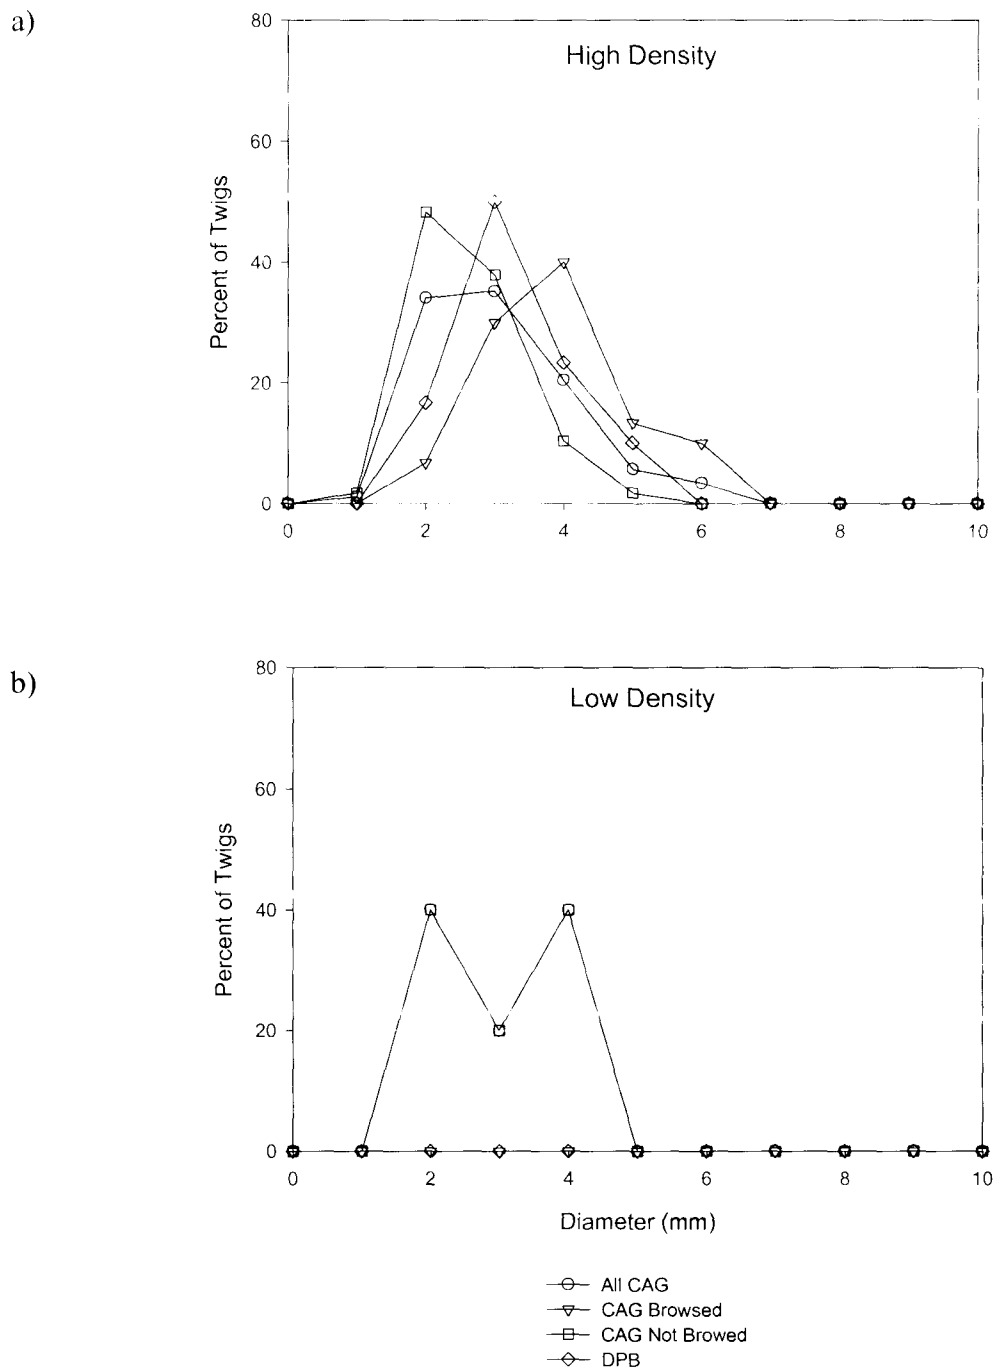 a)
High Density
80
60
40
20
0
Percent of Twigs
0 2 4 6 8 10
b)
Low Density
80
60
40
20
0
Percent of Twigs
0 2 4 6 8 10
Diameter (mm)
All CAG
CAG Browsed
CAG Not Browed
DPB